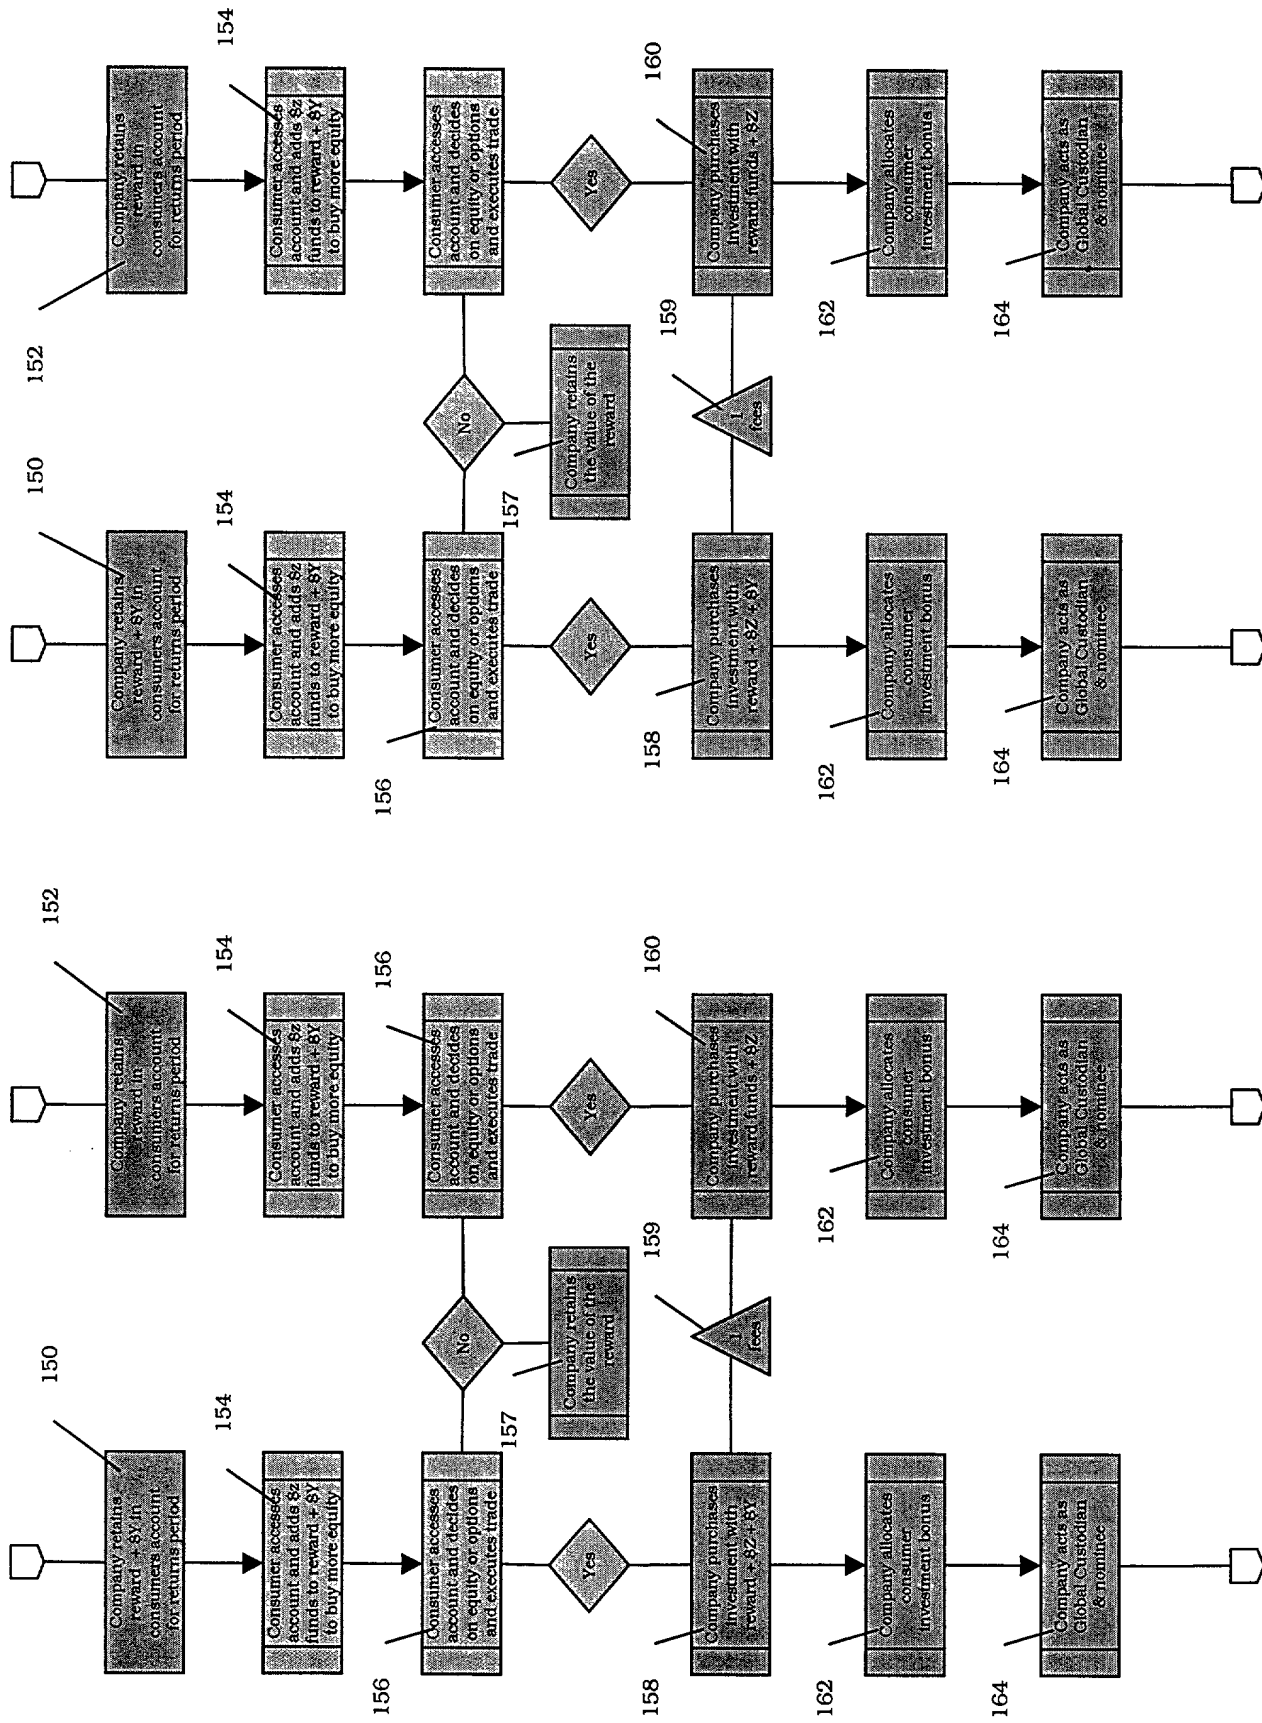 150
Company retains
reward + $Y in
consumers account
for returns period
154
Consumer accesses
account and adds $z
funds to reward + $Y
to buy more equity
156
Consumer accesses
account and decides
on equity or options
and executes trade
Yes
158
Company purchases
investment with
reward + $Z + $Y
162
Company allocates
consumer
investment bonus
164
Company acts as
Global Custodian
& nominee
No
157
Company retains
the value of the
reward
159
1
fees
152
Company retains
reward in
consumers account
for returns period
154
Consumer accesses
account and adds $z
funds to reward + $Y
to buy more equity
156
Consumer accesses
account and decides
on equity or options
and executes trade
Yes
160
Company purchases
investment with
reward funds + $Z
162
Company allocates
consumer
investment bonus
164
Company acts as
Global Custodian
& nominee
150
Company retains
reward + $Y in
consumers account
for returns period
154
Consumer accesses
account and adds $z
funds to reward + $Y
to buy more equity
156
Consumer accesses
account and decides
on equity or options
and executes trade
Yes
158
Company purchases
investment with
reward + $Z + $Y
162
Company allocates
consumer
investment bonus
164
Company acts as
Global Custodian
& nominee
No
157
Company retains
the value of the
reward
159
1
fees
152
Company retains
reward in
consumers account
for returns period
154
Consumer accesses
account and adds $z
funds to reward + $Y
to buy more equity
Consumer accesses
account and decides
on equity or options
and executes trade
Yes
160
Company purchases
investment with
reward funds + $Z
162
Company allocates
consumer
investment bonus
164
Company acts as
Global Custodian
& nominee